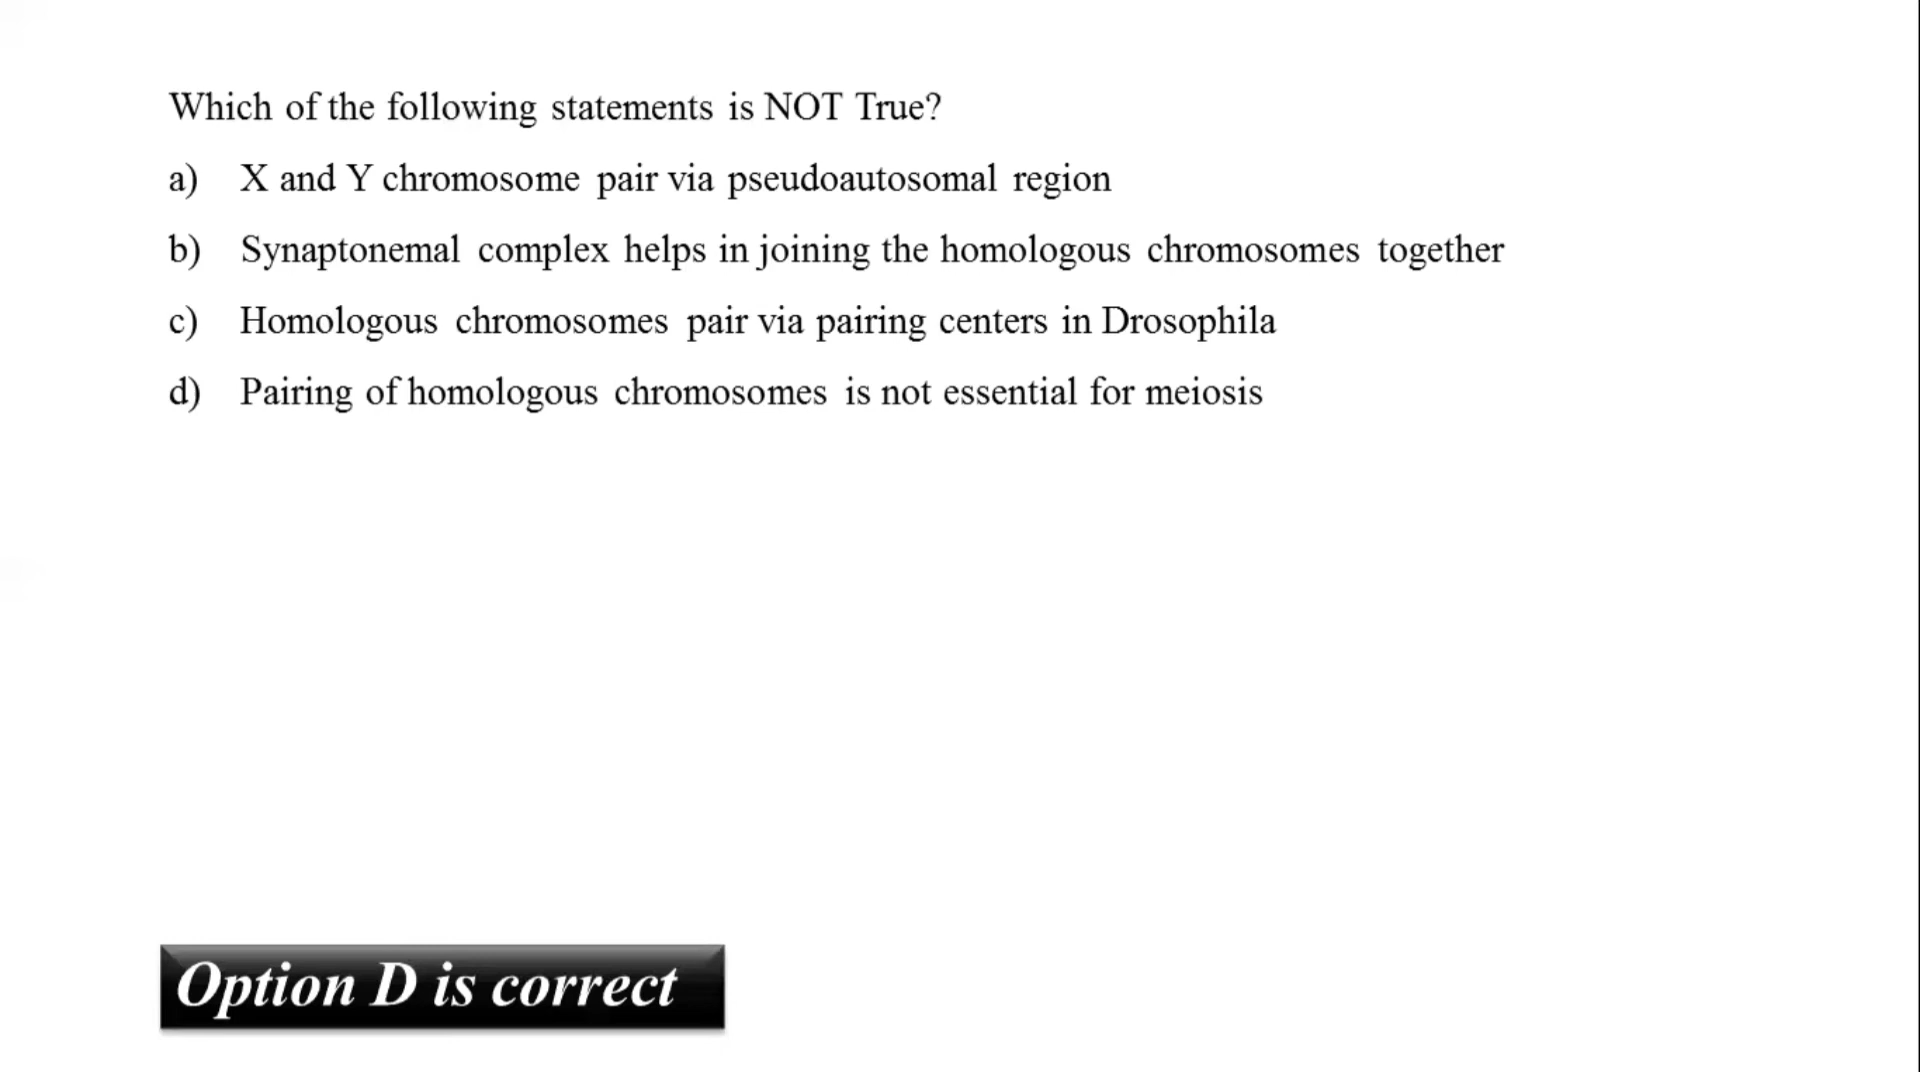 Which of the following statements is NOT True?
a) X and Y chromosome pair via pseudoautosomal region
b) Synaptonemal complex helps in joining the homologous chromosomes together
c) Homologous chromosomes pair via pairing centers in Drosophila
d) Pairing of homologous chromosomes is not essential for meiosis
Option D is correct